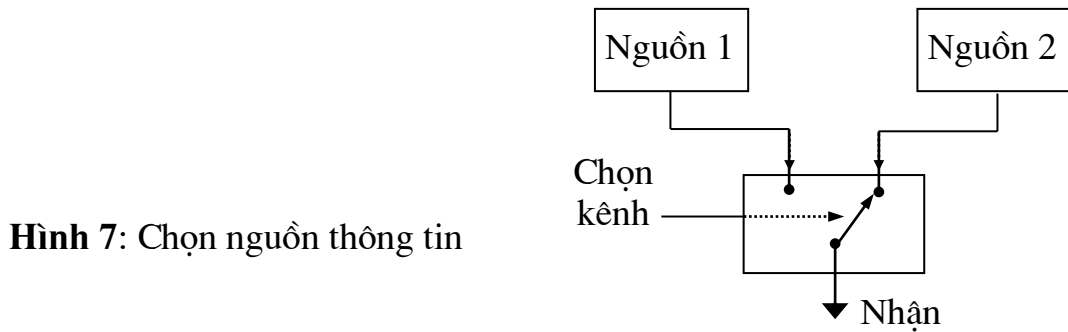 Nguồn 1
Nguồn 2
Chọn
kênh
Hình 7: Chọn nguồn thông tin
Nhận